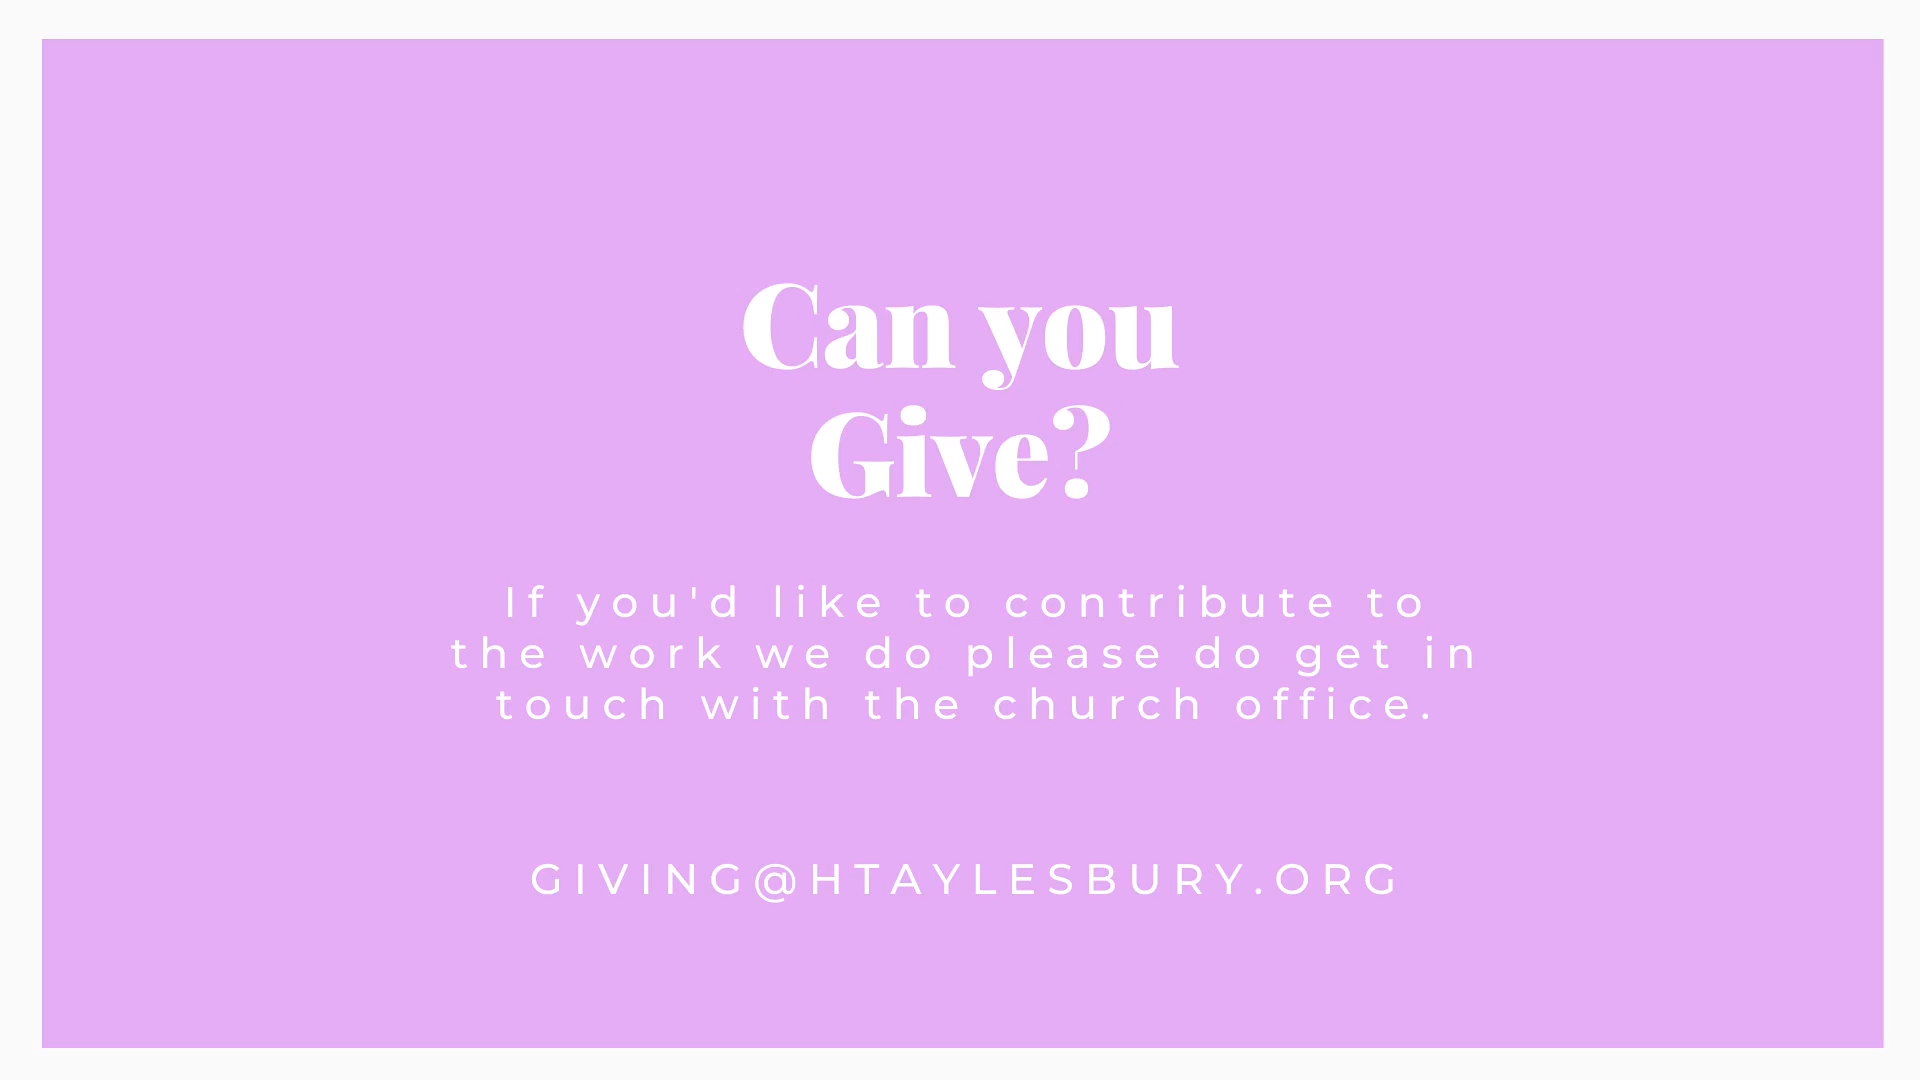 Can you
Give?
If you'd like to contribute to
the work we do please do get in
touch with the church office.
GIVING@HTAYLESBURY.ORG